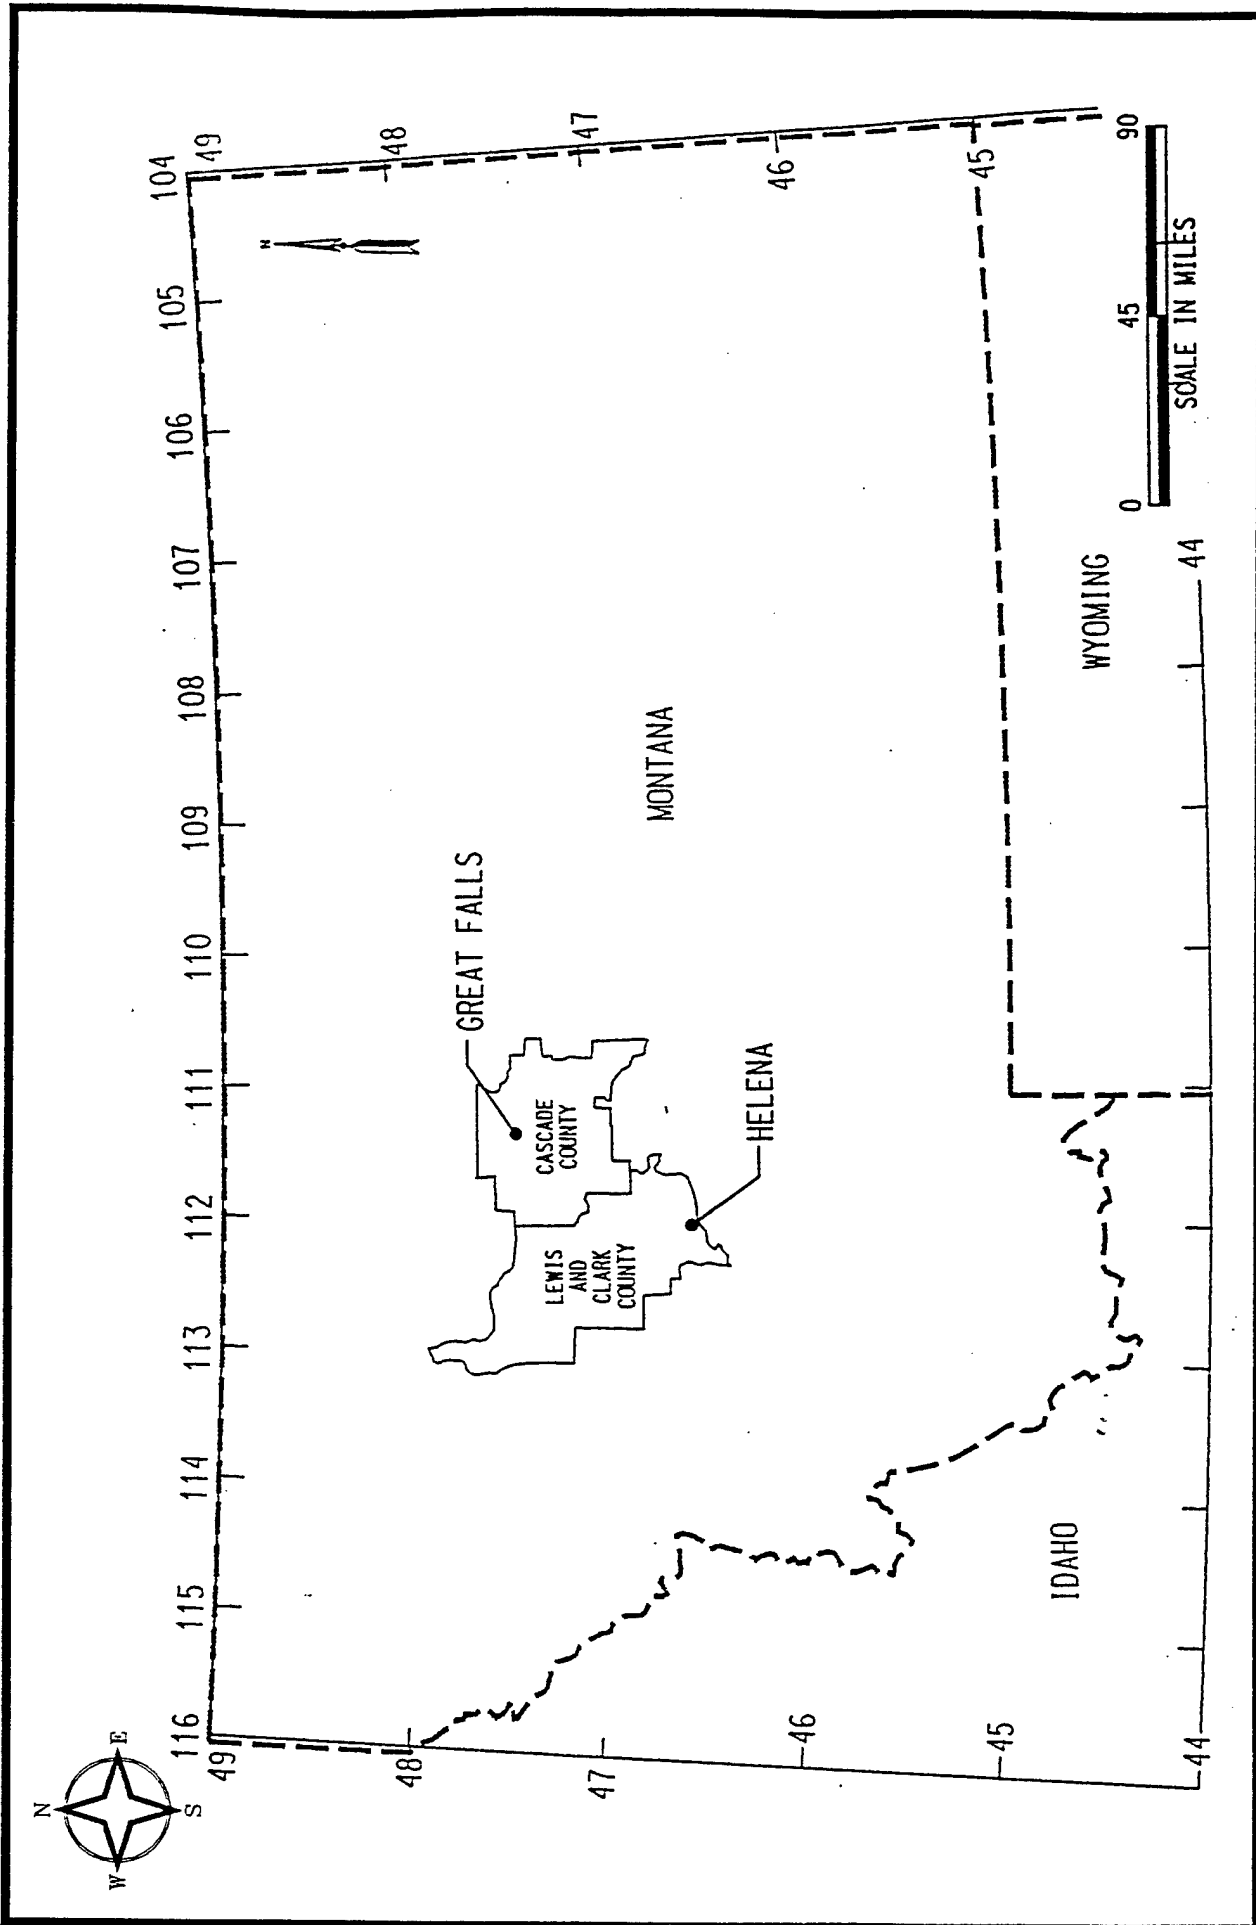 N
W
E
S
116
115
114
113
112
111
110
109
108
107
106
105
104
49
49
N
48
48
47
47
46
46
45
45
44
44
GREAT FALLS
CASCADE
COUNTY
LEWIS
AND
CLARK
COUNTY
HELENA
MONTANA
IDAHO
WYOMING
0
45
90
SCALE IN MILES